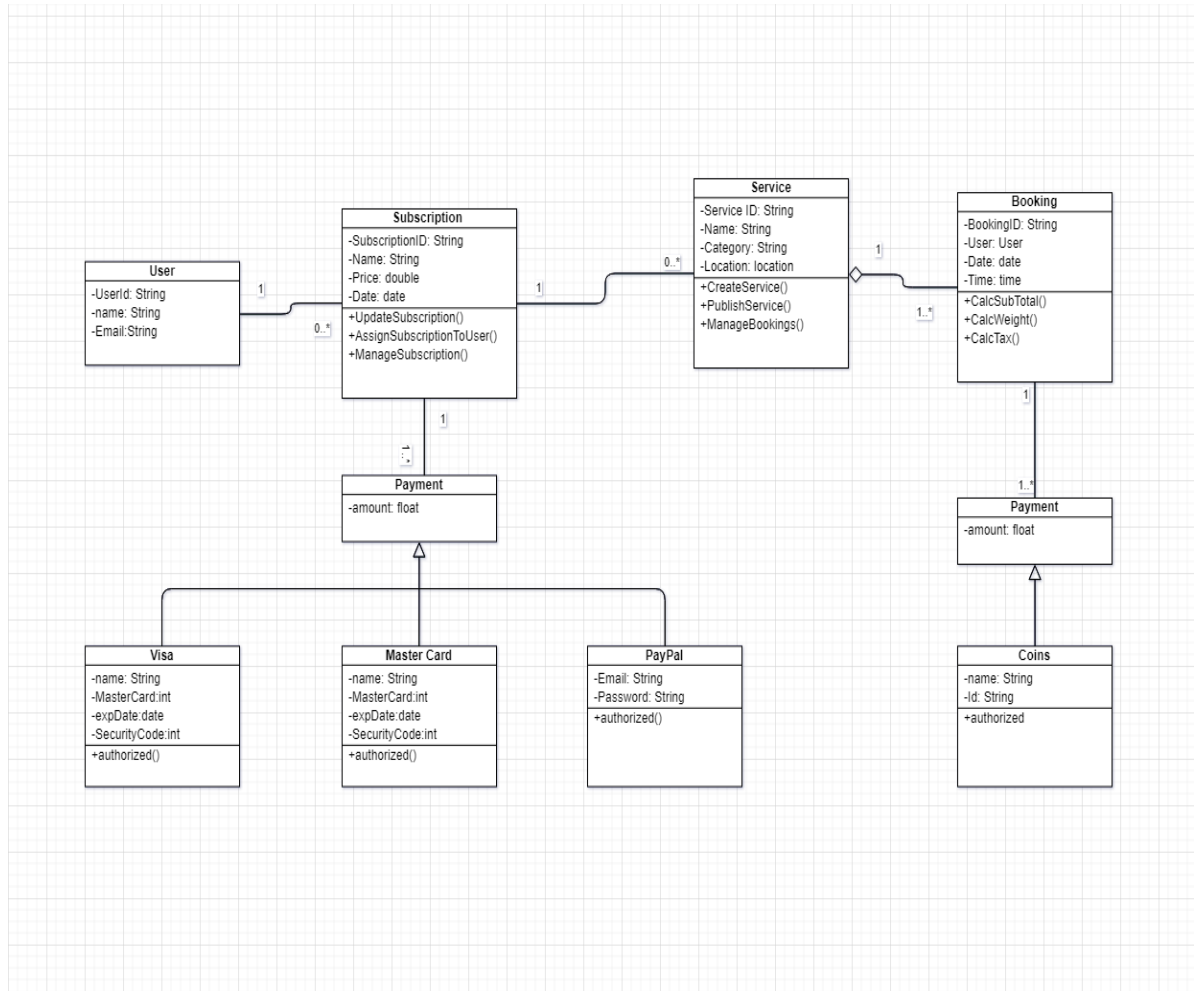 User
-UserId: String
-name: String
-Email:String
1
0..*
Subscription
-SubscriptionID: String
-Name: String
-Price: double
-Date: date
+UpdateSubscription()
+AssignSubscriptionToUser()
+ManageSubscription()
1
0..*
Service
-Service ID: String
-Name: String
-Category: String
-Location: location
+CreateService()
+PublishService()
+ManageBookings()
1
1..*
Booking
-BookingID: String
-User: User
-Date: date
-Time: time
+CalcSubTotal()
+CalcWeight()
+CalcTax()
1
1..*
Payment
-amount: float
1
1..*
Payment
-amount: float
Visa
-name: String
-MasterCard:int
-expDate:date
-SecurityCode:int
+authorized()
Master Card
-name: String
-MasterCard:int
-expDate:date
-SecurityCode:int
+authorized()
PayPal
-Email: String
-Password: String
+authorized()
Coins
-name: String
-Id: String
+authorized